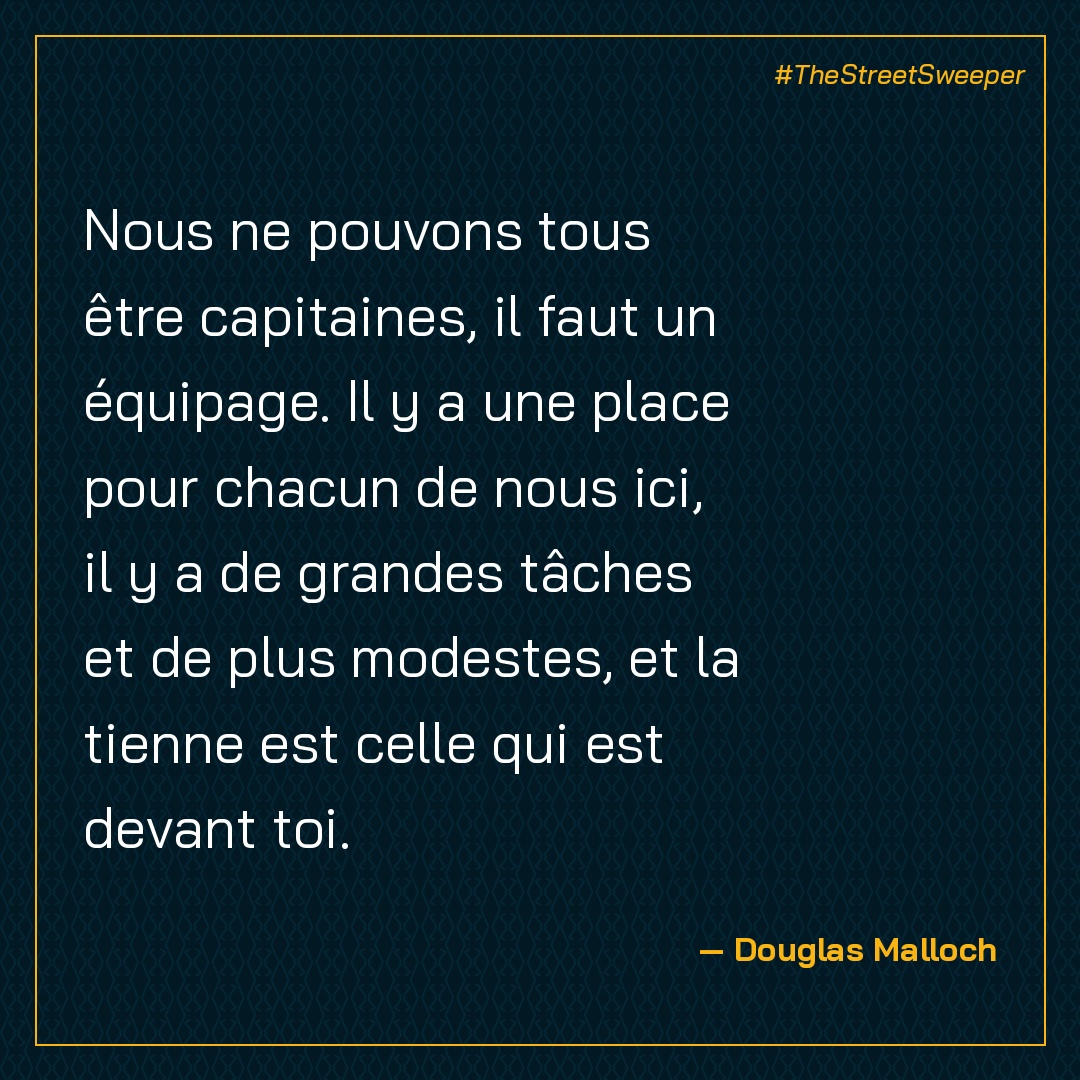 #TheStreetSweeper
Nous ne pouvons tous
être capitaines, il faut un
équipage. Il y a une place
pour chacun de nous ici,
il y a de grandes tâches
et de plus modestes, et la
tienne est celle qui est
devant toi.
— Douglas Malloch